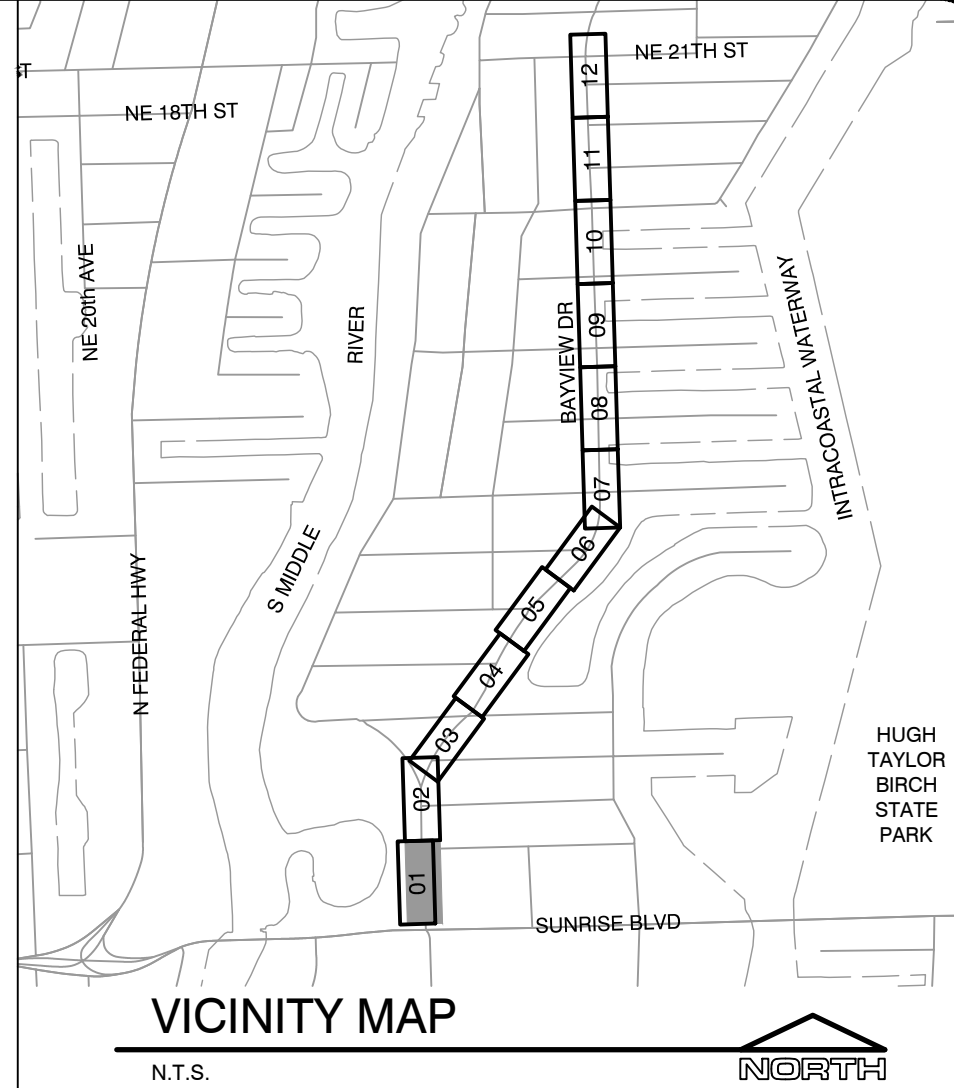 T
NE 21TH ST
NE 18TH ST
12
11
10
NE 20th AVE
INTRACOASTAL WATERWAY
RIVER
BAYVIEW DR
09
08
07
S MIDDLE
06
N FEDERAL HWY
05
04
03
HUGH
TAYLOR
BIRCH
STATE
PARK
02
01
SUNRISE BLVD
VICINITY MAP
N.T.S.
NORTH